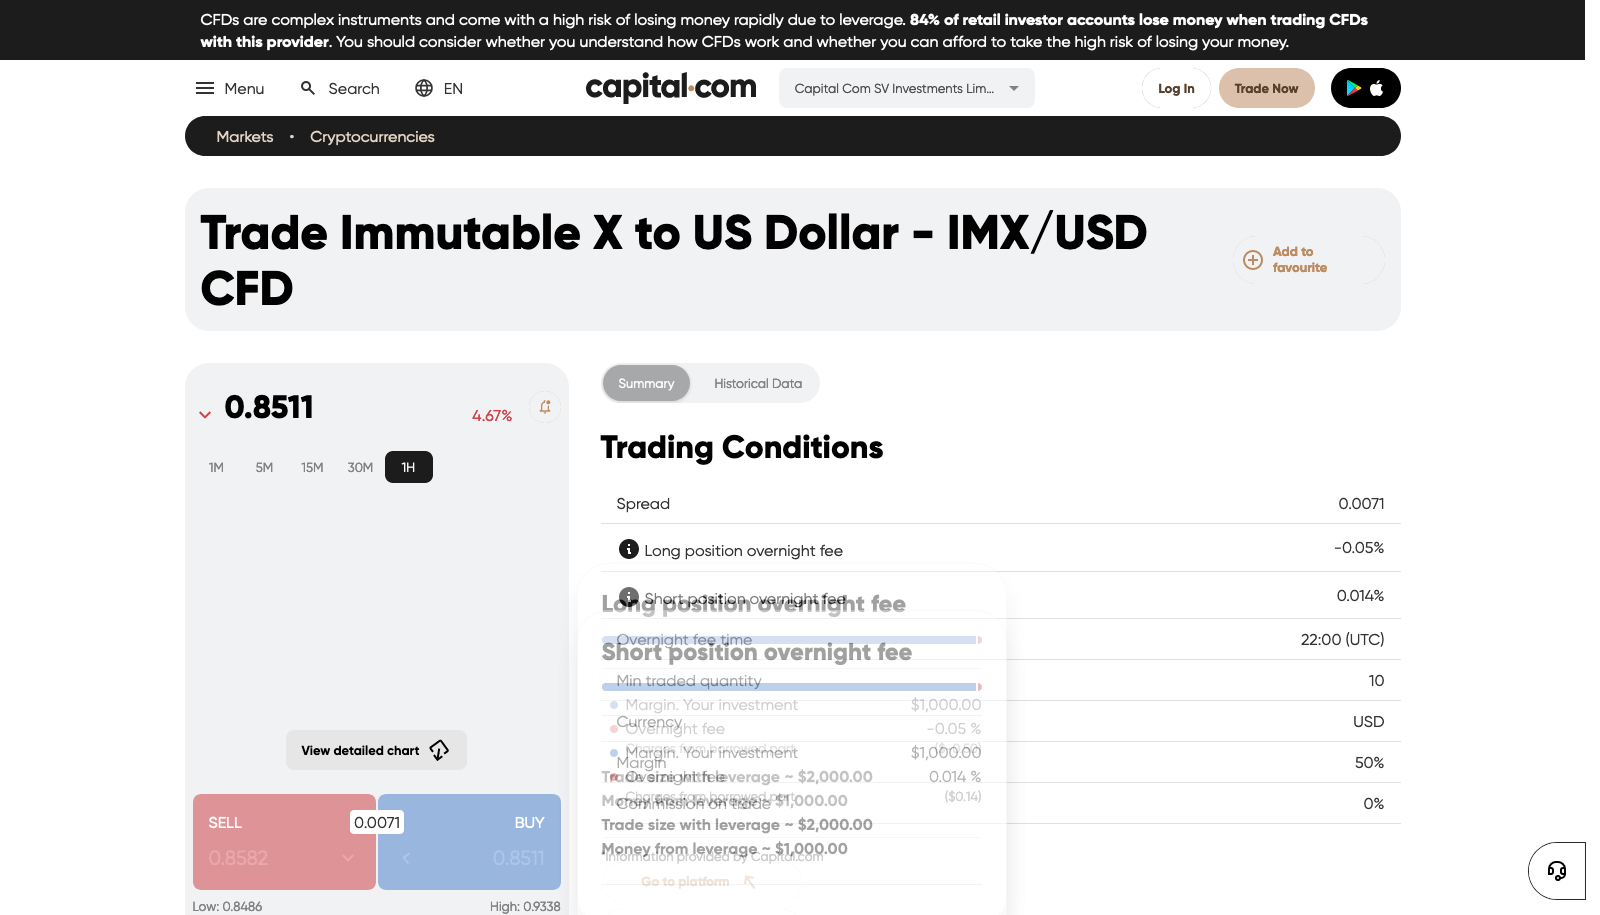 CFDs are complex instruments and come with a high risk of losing money rapidly due to leverage. 84% of retail investor accounts lose money when trading CFDs
with this provider. You should consider whether you understand how CFDs work and whether you can afford to take the high risk of losing your money.
Menu
Search
EN
capital.com
Capital Com SV Investments Lim...
Log In
Trade Now
Markets • Cryptocurrencies
Trade Immutable X to US Dollar - IMX/USD
CFD
Add to
favourite
0.8511
4.67%
1M 5M 15M 30M 1H
View detailed chart
SELL
0.0071
BUY
0.8582
0.8511
Low: 0.8486
High: 0.9338
Summary
Historical Data
Trading Conditions
Spread 0.0071
Long position overnight fee -0.05%
Short position overnight fee 0.014%
Overnight fee time 22:00 (UTC)
Min traded quantity 10
Currency USD
Margin 50%
Commission on trade 0%
Long position overnight fee
Margin. Your investment $1,000.00
Overnight fee -0.05 %
Charges from borrowed part
Trade size with leverage ~ $2,000.00
Money from leverage ~ $1,000.00
Short position overnight fee
Margin. Your investment $1,000.00
Overnight fee 0.014 %
Charges from borrowed part ($0.14)
Trade size with leverage ~ $2,000.00
Money from leverage ~ $1,000.00
*Information provided by Capital.com
Go to platform